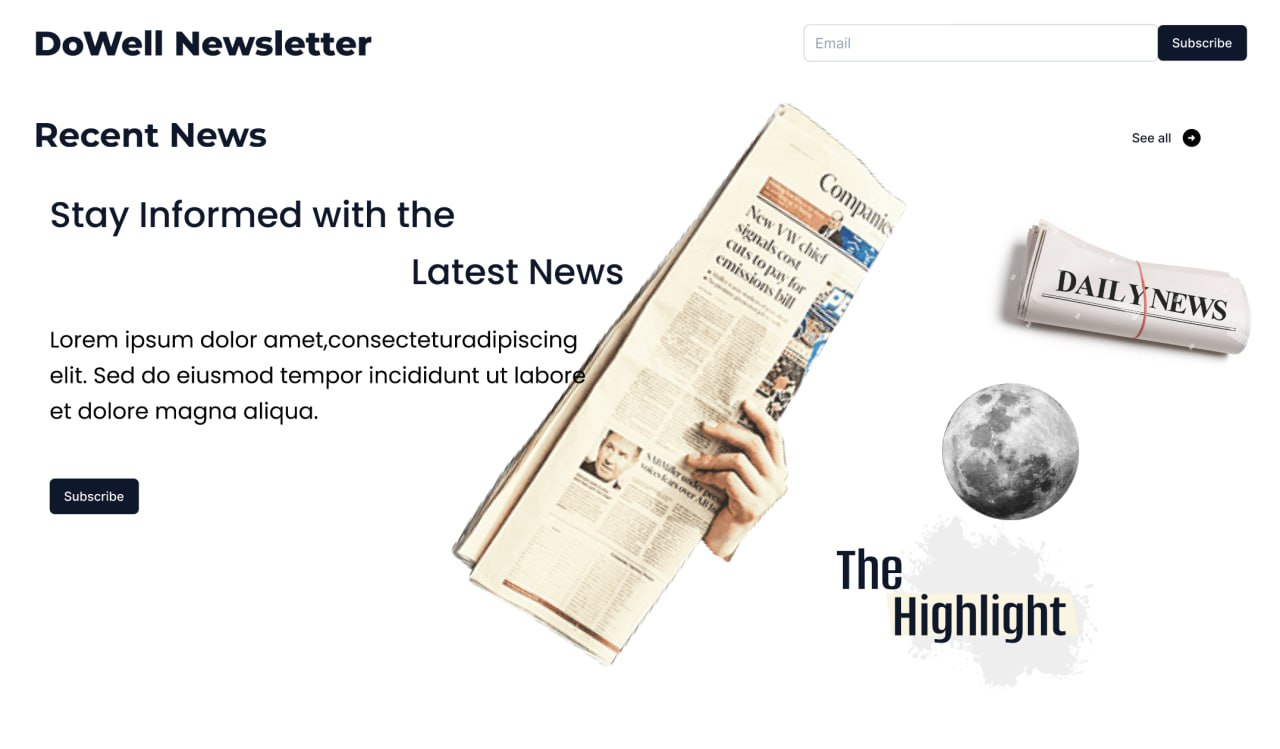 DoWell Newsletter
Email
Subscribe
Recent News
See all
Stay Informed with the
Latest News
Lorem ipsum dolor amet,consecteturadipiscing
elit. Sed do eiusmod tempor incididunt ut labore
et dolore magna aliqua.
Subscribe
Companies
New VW chief
signals cost
cuts to pay for
emissions bill
DAILY NEWS
The
Highlight